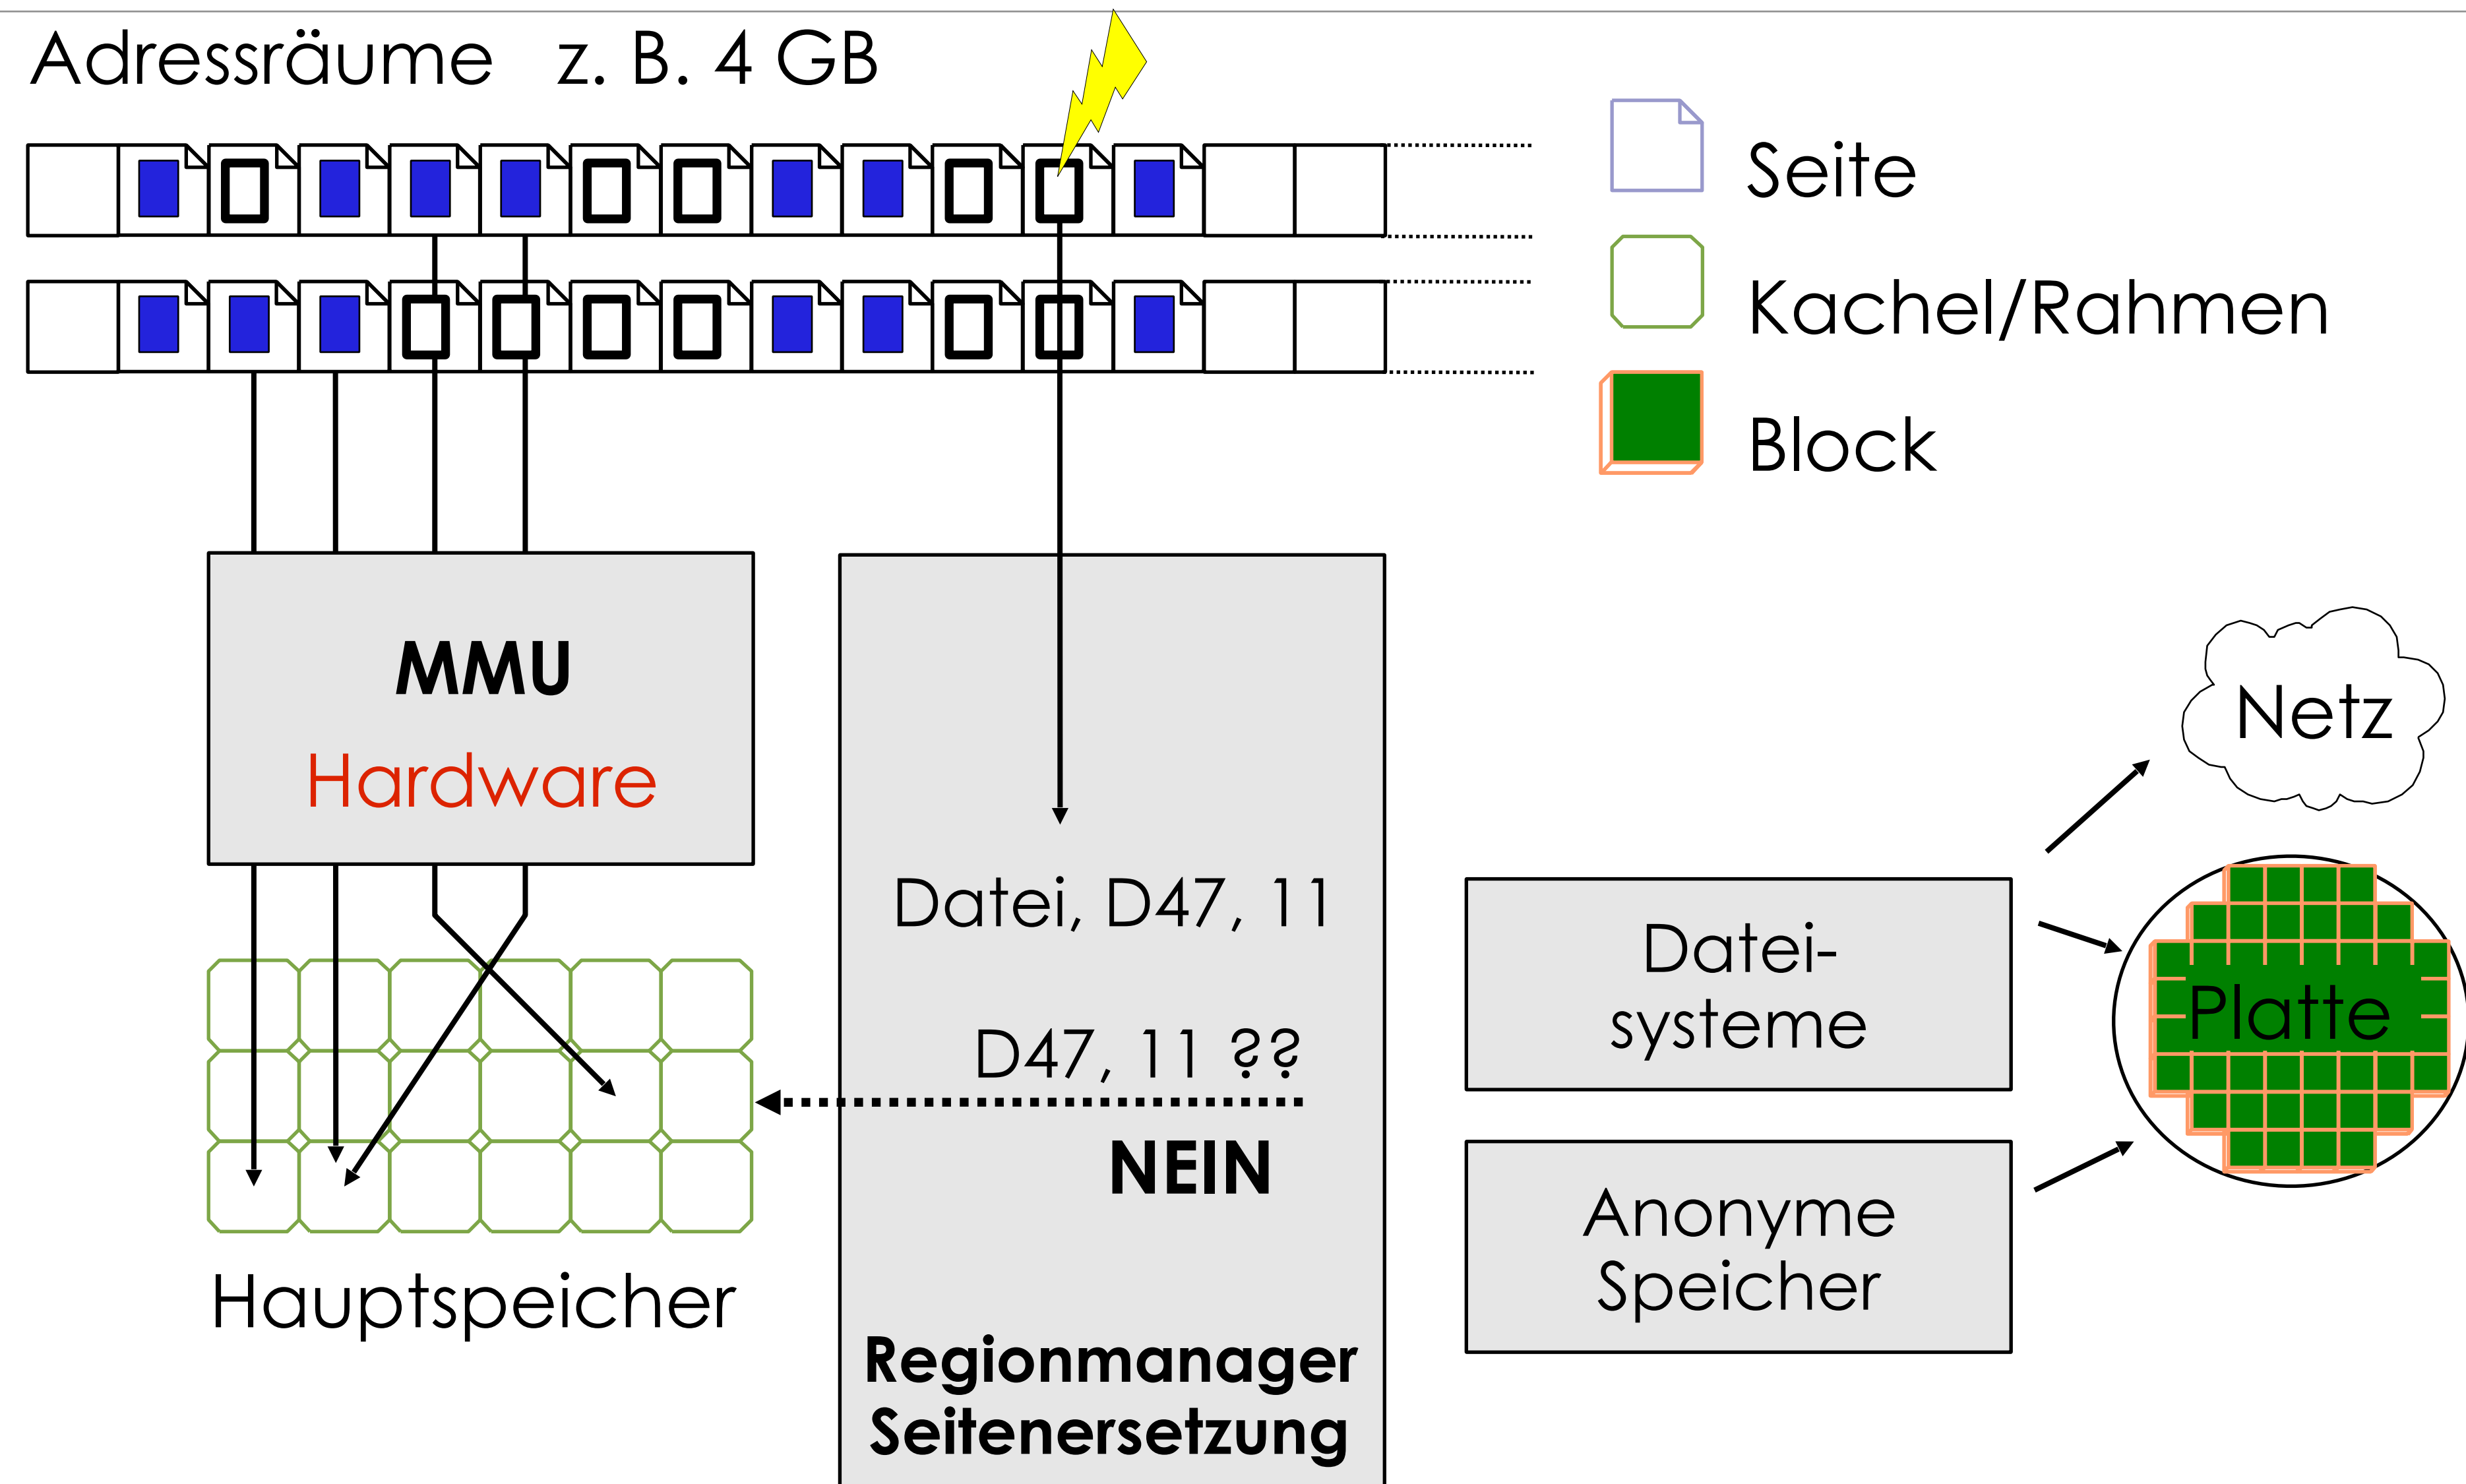 Adressräume z. B. 4 GB
Seite
Kachel/Rahmen
Block
MMU
Hardware
Hauptspeicher
Datei, D47, 11
D47, 11 ??
NEIN
Regionmanager
Seitenersetzung
Datei-
systeme
Anonyme
Speicher
Netz
Platte